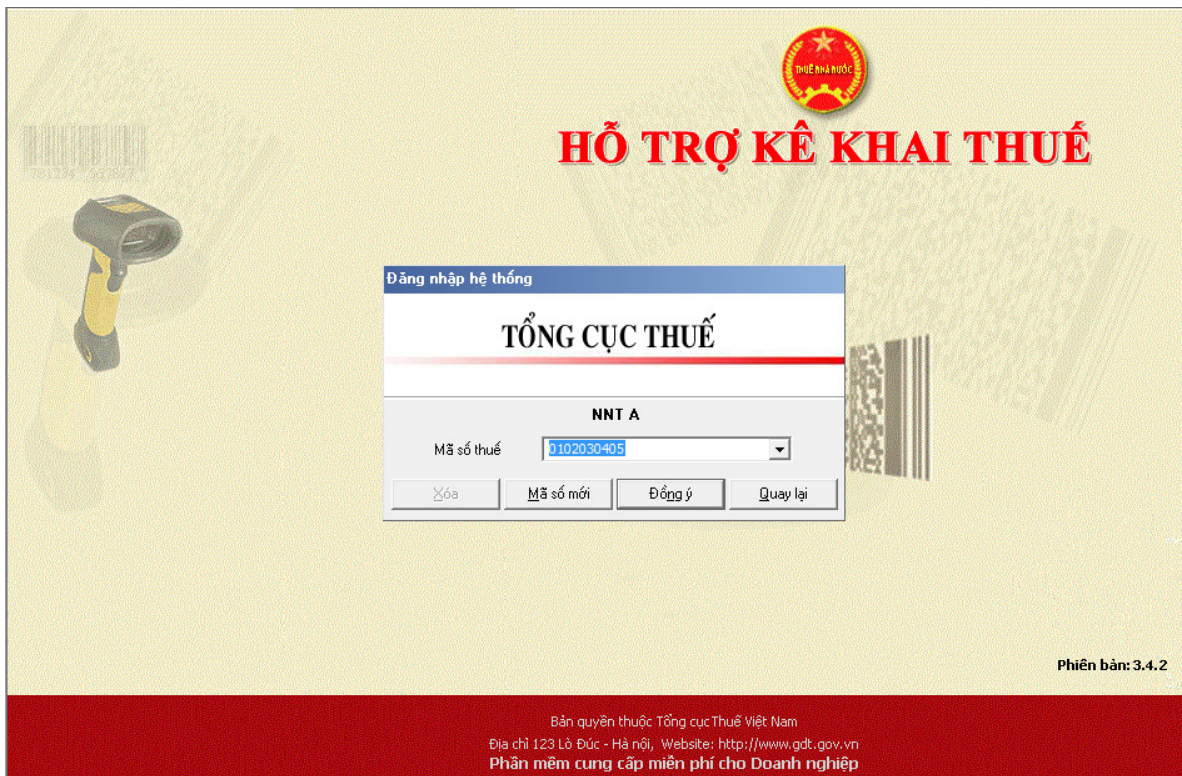 THUẾ NHÀ NƯỚC
HỖ TRỢ KÊ KHAI THUẾ
Đăng nhập hệ thống
TỔNG CỤC THUẾ
NNT A
Mã số thuế
0102030405
Xóa
Mã số mới
Đồng ý
Quay lại
Phiên bản: 3.4.2
Bản quyền thuộc Tổng cục Thuế Việt Nam
Địa chỉ 123 Lò Đúc - Hà nội, Website: http://www.gdt.gov.vn
Phần mềm cung cấp miễn phí cho Doanh nghiệp